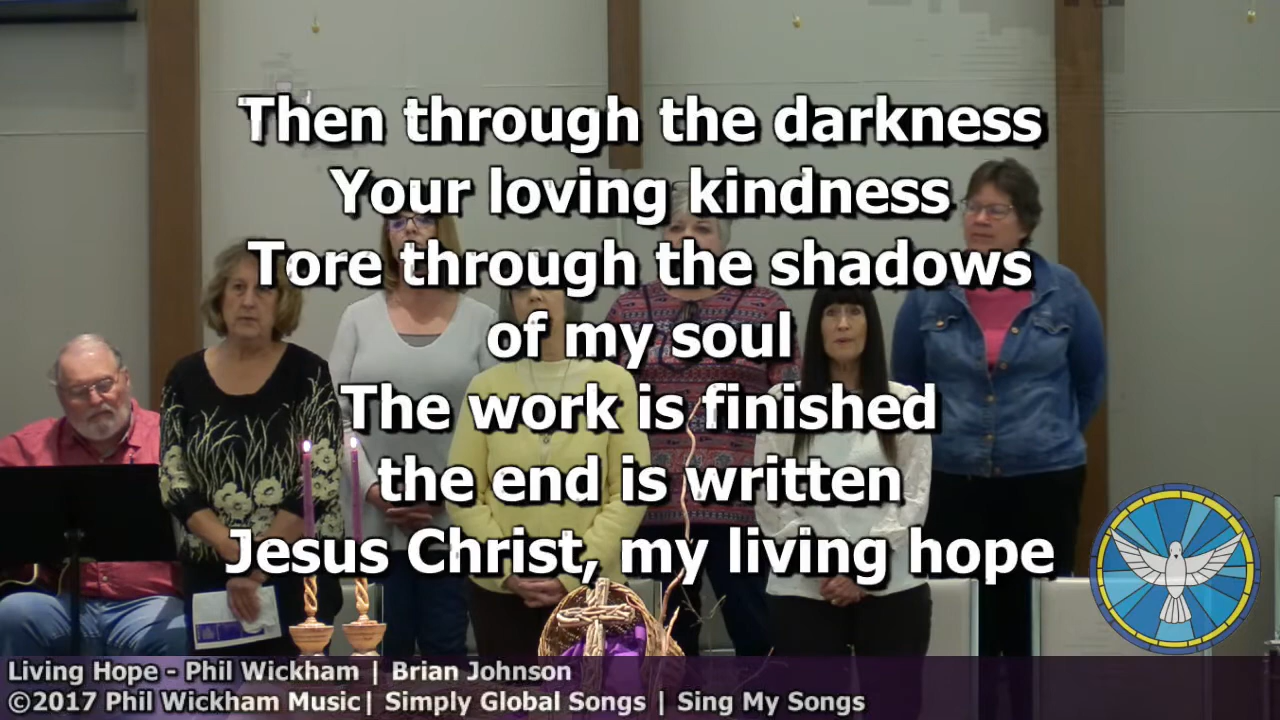 Then through the darkness
Your loving kindness
Tore through the shadows
of my soul
The work is finished
the end is written
Jesus Christ, my living hope
Living Hope - Phil Wickham | Brian Johnson
©2017 Phil Wickham Music| Simply Global Songs | Sing My Songs